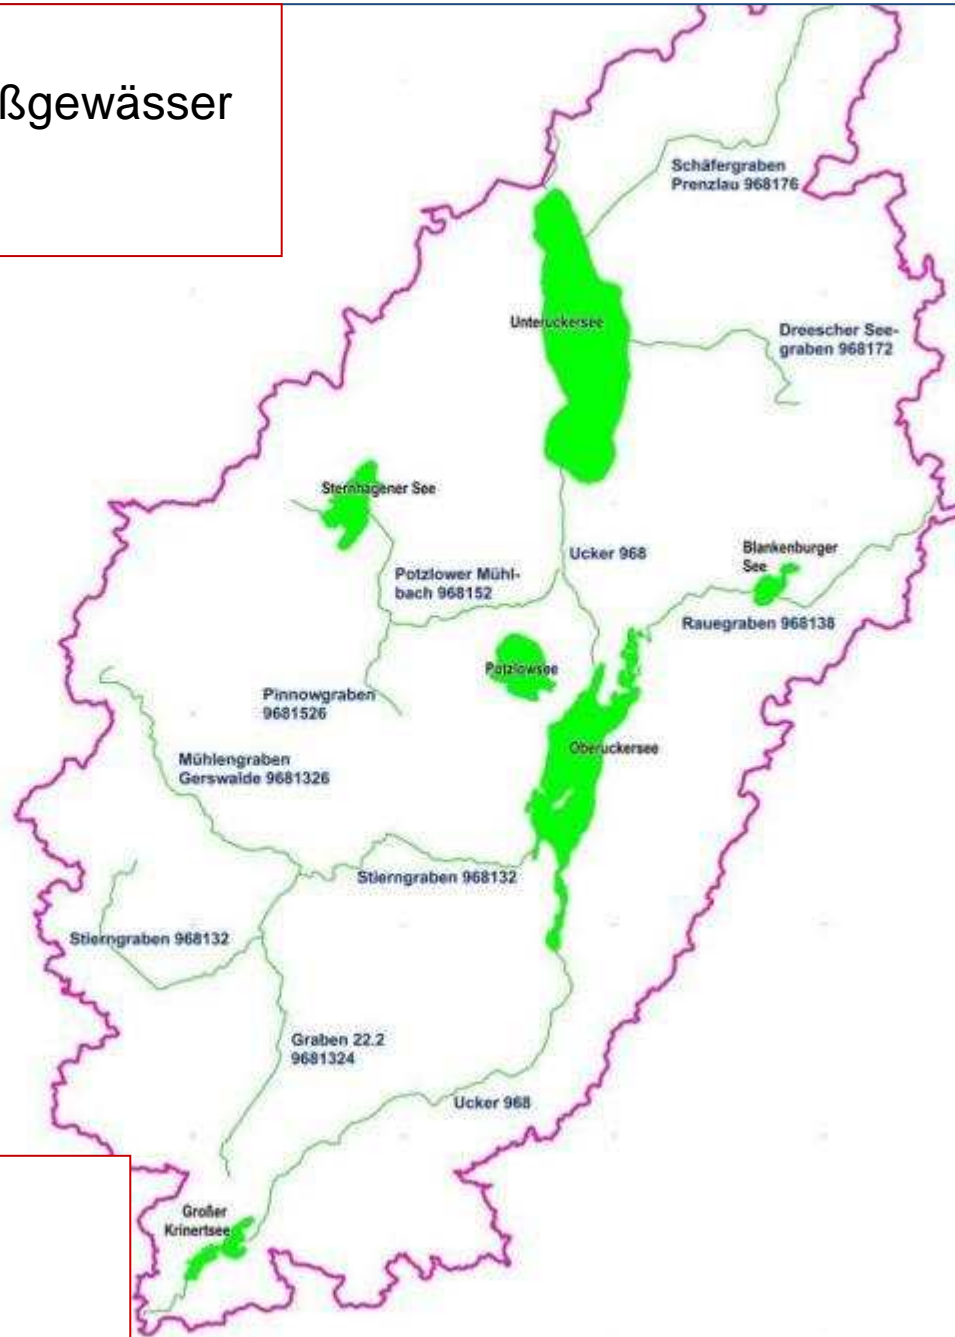 ßgewässer
Schäfergraben
Prenzlau 968176
Unteruckersee
Dreescher See-
graben 968172
Sternhagener See
Ucker 968
Blankenburger
See
Potzlower Mühl-
bach 968152
Rauegraben 968138
Potzlowsee
Pinnowgraben
9681526
Oberuckersee
Mühlengraben
Gerswalde 9681326
Stierngraben 968132
Stierngraben 968132
Graben 22.2
9681324
Ucker 968
Großer
Krinertsee